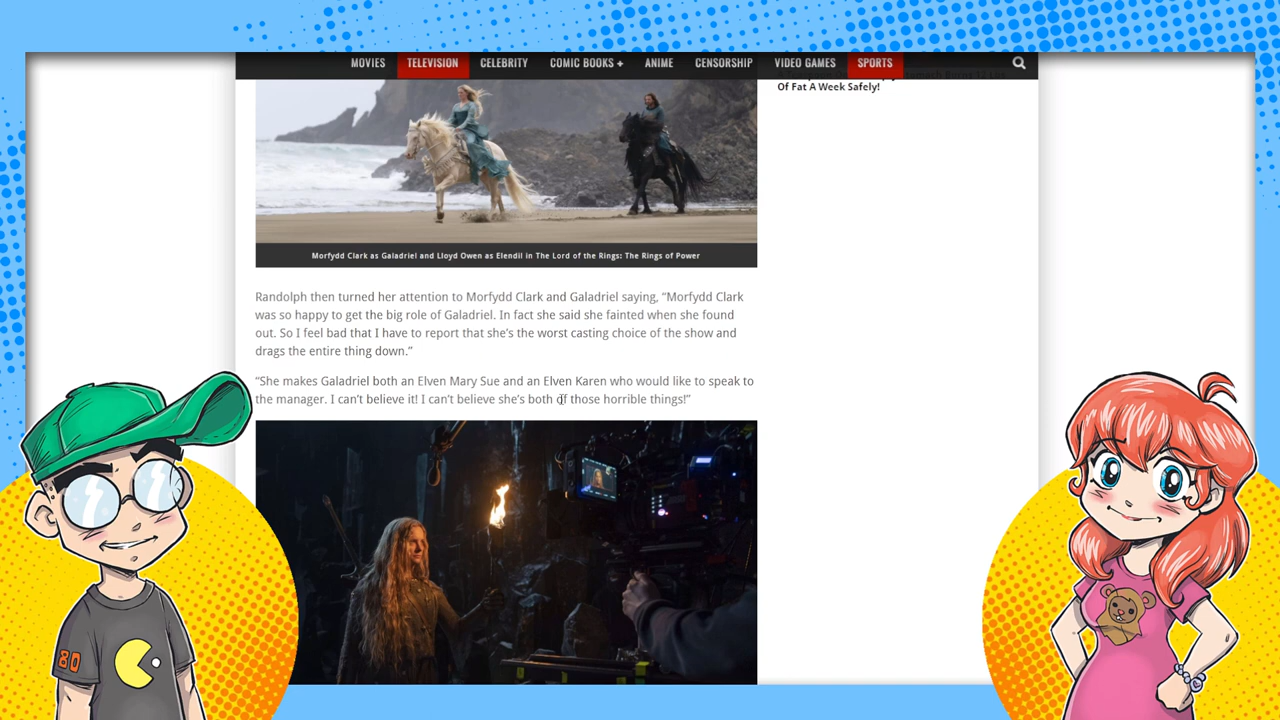 MOVIES TELEVISION CELEBRITY COMIC BOOKS + ANIME CENSORSHIP VIDEO GAMES SPORTS
Of Fat A Week Safely!
Morfydd Clark as Galadriel and Lloyd Owen as Elendil in The Lord of the Rings: The Rings of Power
Randolph then turned her attention to Morfydd Clark and Galadriel saying, “Morfydd Clark
was so happy to get the big role of Galadriel. In fact she said she fainted when she found
out. So I feel bad that I have to report that she’s the worst casting choice of the show and
drags the entire thing down.”
“She makes Galadriel both an Elven Mary Sue and an Elven Karen who would like to speak to
the manager. I can’t believe it! I can’t believe she’s both of those horrible things!”
80